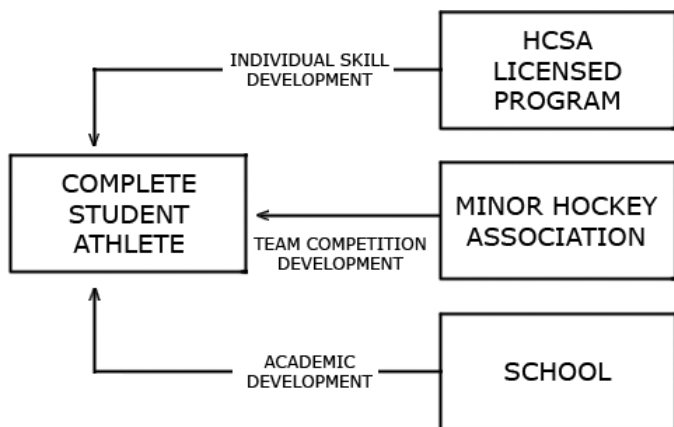 INDIVIDUAL SKILL
DEVELOPMENT
HCSA
LICENSED
PROGRAM
COMPLETE
STUDENT
ATHLETE
TEAM COMPETITION
DEVELOPMENT
MINOR HOCKEY
ASSOCIATION
ACADEMIC
DEVELOPMENT
SCHOOL